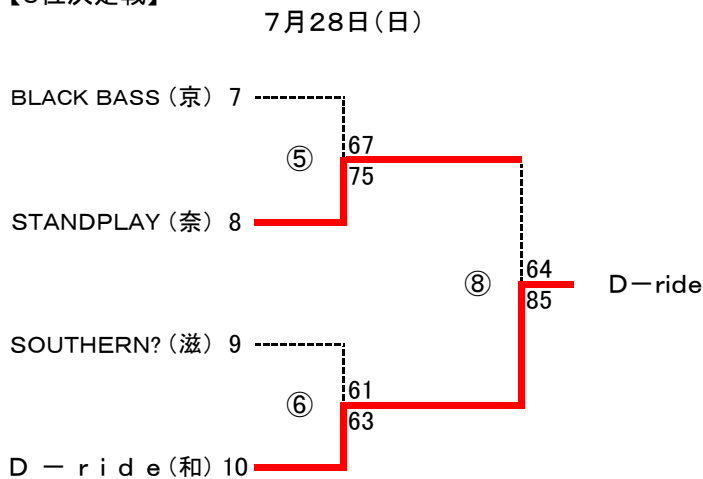 7月28日(日)
BLACK BASS (京) 7
67
⑤
75
STANDPLAY (奈) 8
64
⑧
D-ride
85
SOUTHERN? (滋) 9
61
⑥
63
D - r i d e (和) 10